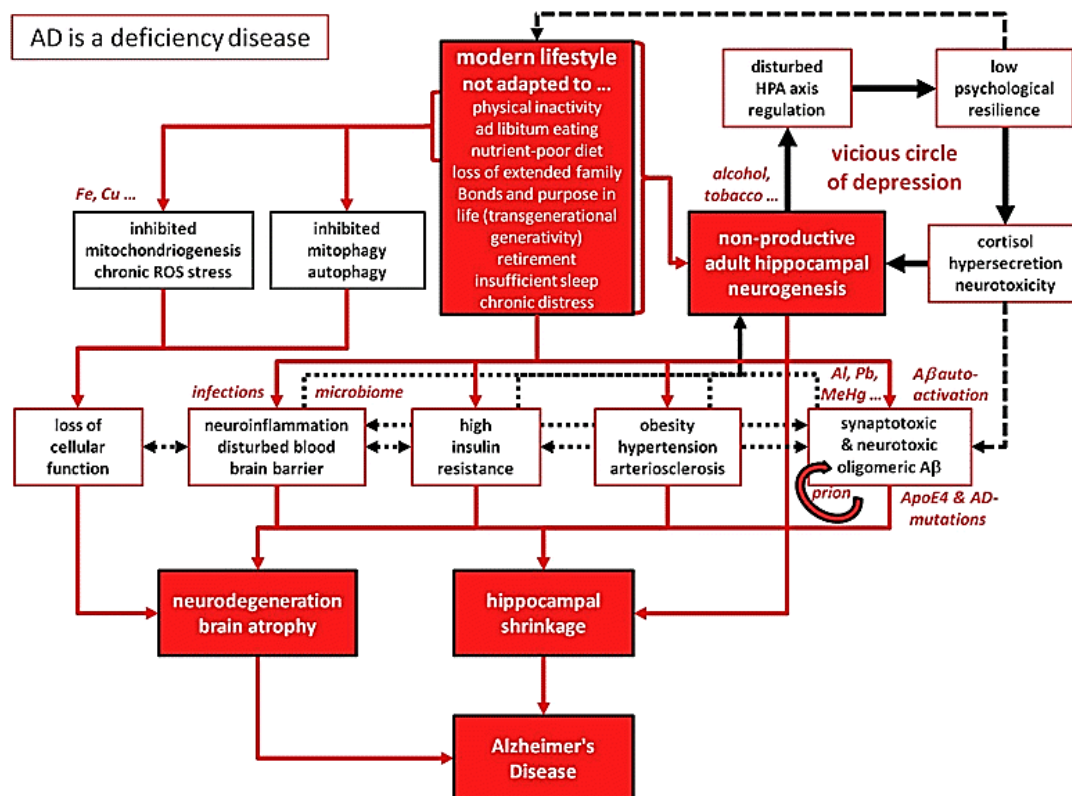 AD is a deficiency disease
modern lifestyle
not adapted to ...
physical inactivity
ad libitum eating
nutrient-poor diet
loss of extended family
Bonds and purpose in
life (transgenerational
generativity)
retirement
insufficient sleep
chronic distress
disturbed
HPA axis
regulation
low
psychological
resilience
vicious circle
of depression
alcohol,
tobacco ...
Fe, Cu ...
inhibited
mitochondriogenesis
chronic ROS stress
inhibited
mitophagy
autophagy
non-productive
adult hippocampal
neurogenesis
cortisol
hypersecretion
neurotoxicity
infections
microbiome
Al, Pb,
MeHg ...
Aβ auto-
activation
loss of
cellular
function
neuroinflammation
disturbed blood
brain barrier
high
insulin
resistance
obesity
hypertension
arteriosclerosis
synaptotoxic
& neurotoxic
oligomeric Aβ
prion
ApoE4 & AD-
mutations
neurodegeneration
brain atrophy
hippocampal
shrinkage
Alzheimer's
Disease